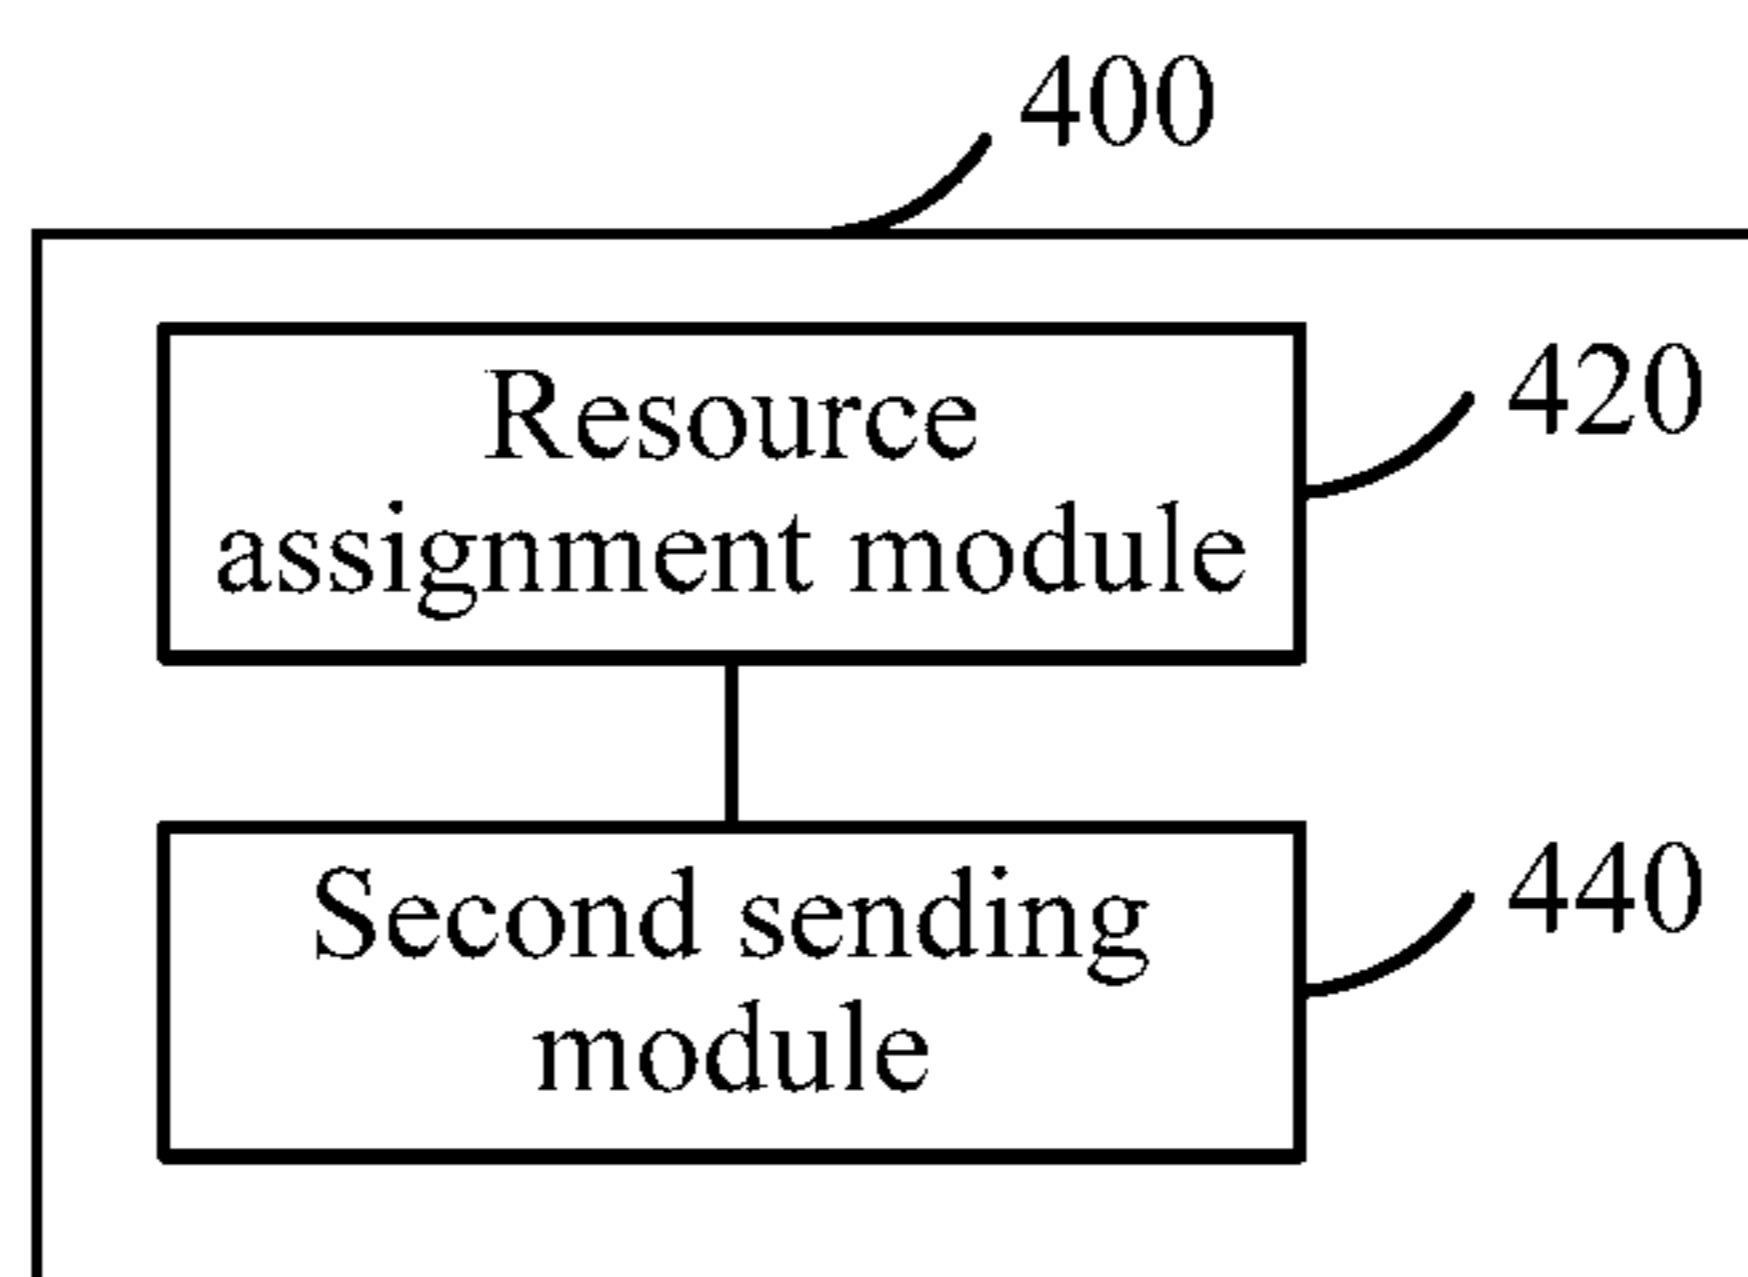 400
Resource
assignment module
420
Second sending
module
440